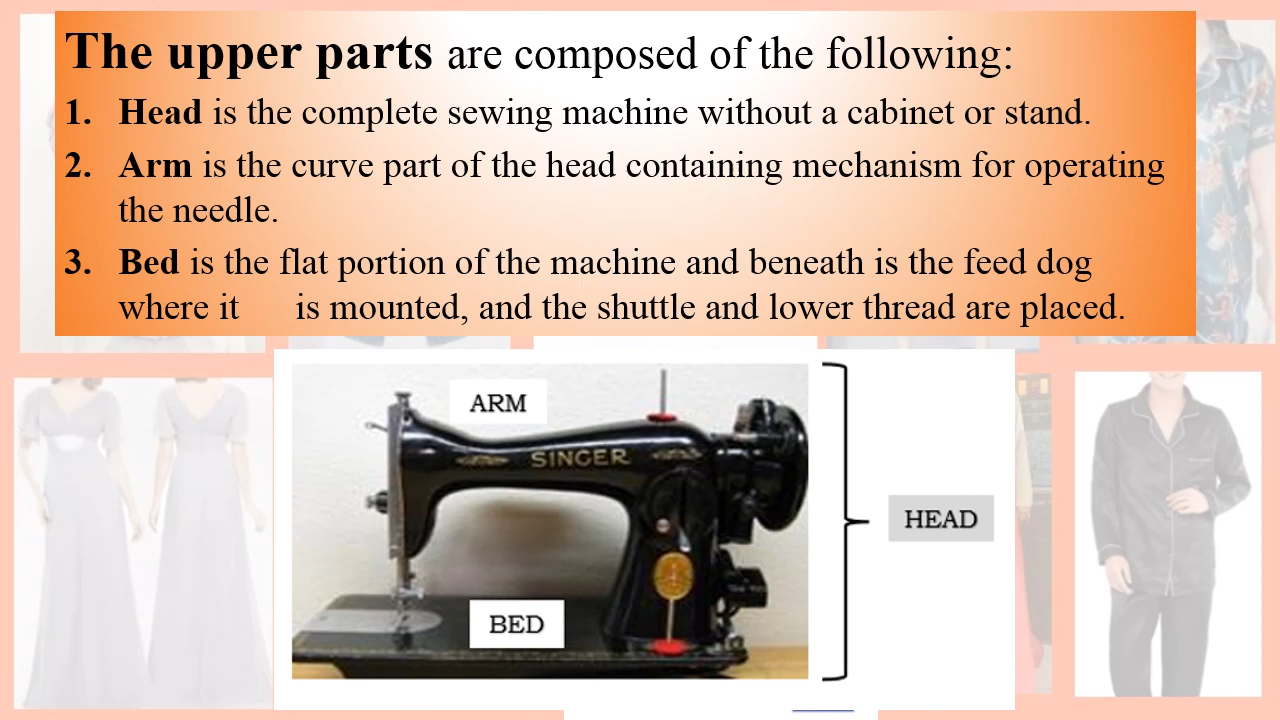 The upper parts are composed of the following:
1. Head is the complete sewing machine without a cabinet or stand.
2. Arm is the curve part of the head containing mechanism for operating
the needle.
3. Bed is the flat portion of the machine and beneath is the feed dog
where it is mounted, and the shuttle and lower thread are placed.
ARM
SINGER
HEAD
BED